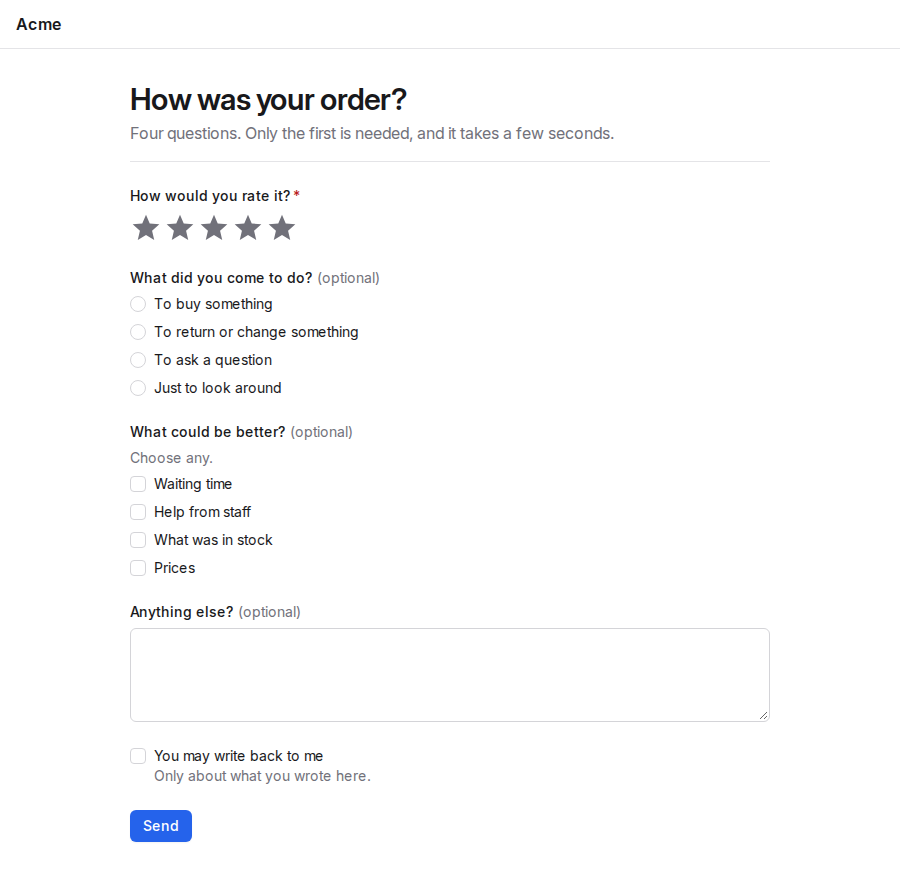 Acme
How was your order?
Four questions. Only the first is needed, and it takes a few seconds.
How would you rate it? *
What did you come to do? (optional)
To buy something
To return or change something
To ask a question
Just to look around
What could be better? (optional)
Choose any.
Waiting time
Help from staff
What was in stock
Prices
Anything else? (optional)
You may write back to me
Only about what you wrote here.
Send